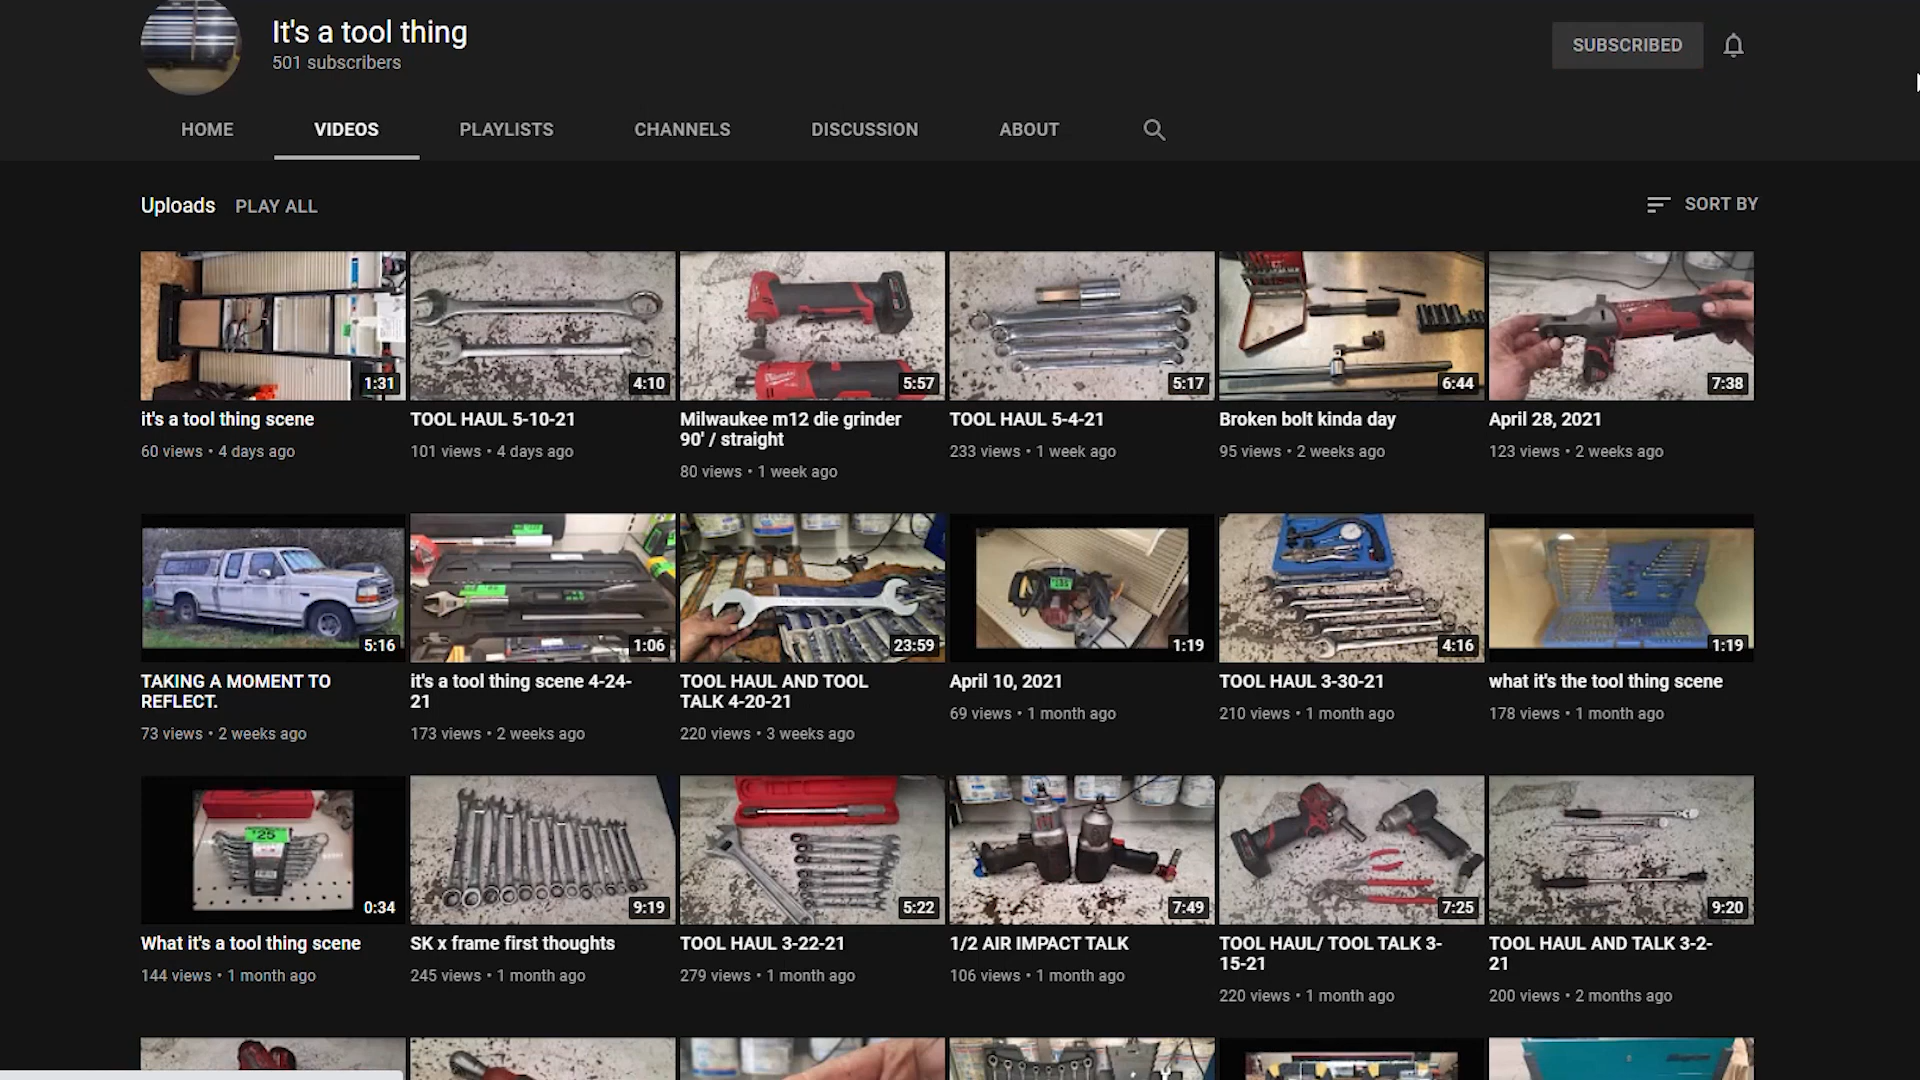 It's a tool thing
501 subscribers
SUBSCRIBED
HOME VIDEOS PLAYLISTS CHANNELS DISCUSSION ABOUT
Uploads PLAY ALL
SORT BY
1:31
4:10
5:57
5:17
6:44
7:38
it's a tool thing scene
60 views • 4 days ago
TOOL HAUL 5-10-21
101 views • 4 days ago
Milwaukee m12 die grinder
90' / straight
80 views • 1 week ago
TOOL HAUL 5-4-21
233 views • 1 week ago
Broken bolt kinda day
95 views • 2 weeks ago
April 28, 2021
123 views • 2 weeks ago
5:16
1:06
23:59
1:19
4:16
1:19
TAKING A MOMENT TO
REFLECT.
73 views • 2 weeks ago
it's a tool thing scene 4-24-
21
173 views • 2 weeks ago
TOOL HAUL AND TOOL
TALK 4-20-21
220 views • 3 weeks ago
April 10, 2021
69 views • 1 month ago
TOOL HAUL 3-30-21
210 views • 1 month ago
what it's the tool thing scene
178 views • 1 month ago
$25
0:34
9:19
5:22
7:49
7:25
9:20
What it's a tool thing scene
144 views • 1 month ago
SK x frame first thoughts
245 views • 1 month ago
TOOL HAUL 3-22-21
279 views • 1 month ago
1/2 AIR IMPACT TALK
106 views • 1 month ago
TOOL HAUL/ TOOL TALK 3-
15-21
220 views • 1 month ago
TOOL HAUL AND TALK 3-2-
21
200 views • 2 months ago